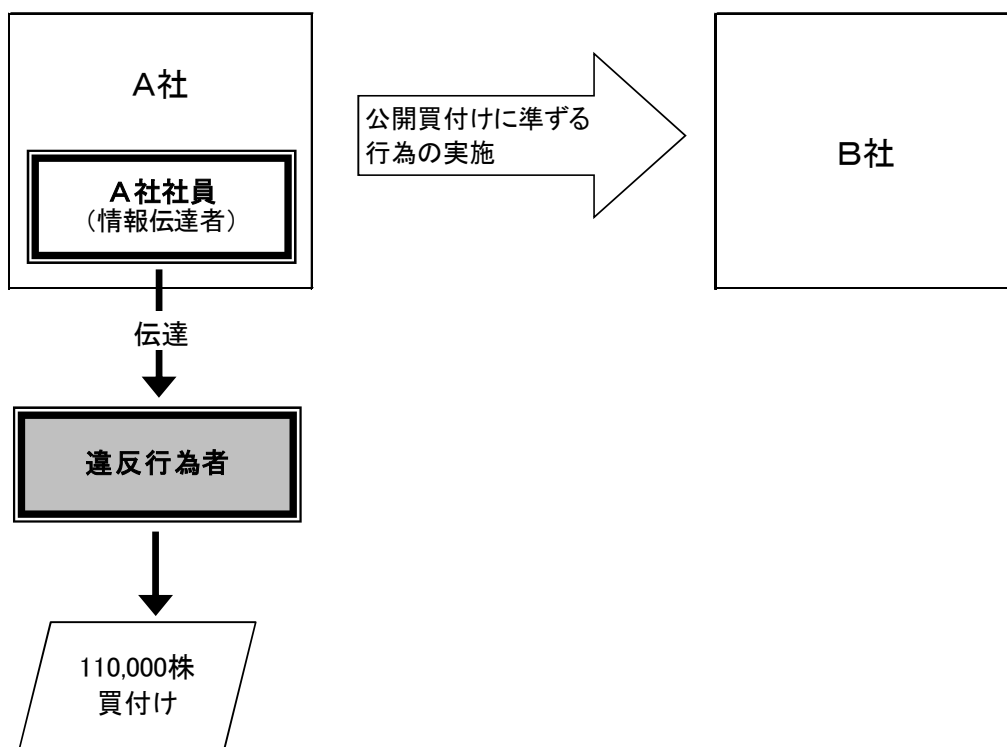 A社
A社社員
（情報伝達者）
公開買付けに準ずる
行為の実施
B社
伝達
違反行為者
110,000株
買付け